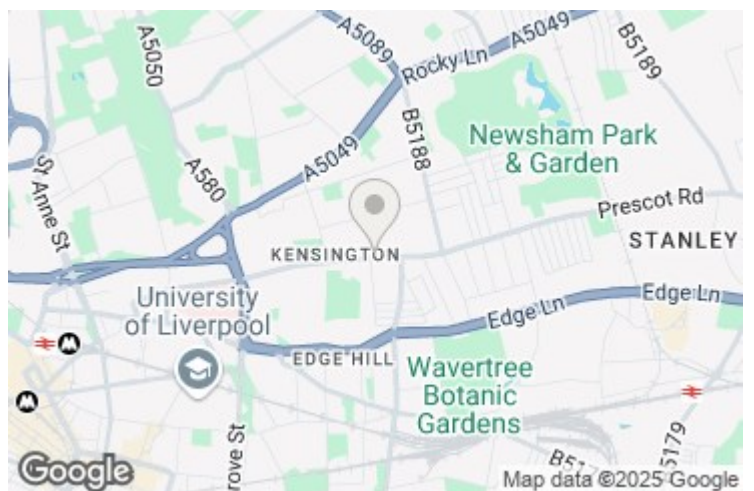 A5050
A5089
Rocky Ln
A5049
B5189
A580
A5049
B5188
Newsham Park
& Garden
St Anne St
Prescot Rd
KENSINGTON
STANLEY
University
of Liverpool
Edge Ln
Edge Ln
EDGE HILL
Wavertree
Botanic
Gardens
rove St
B5179
Google
Map data ©2025 Google